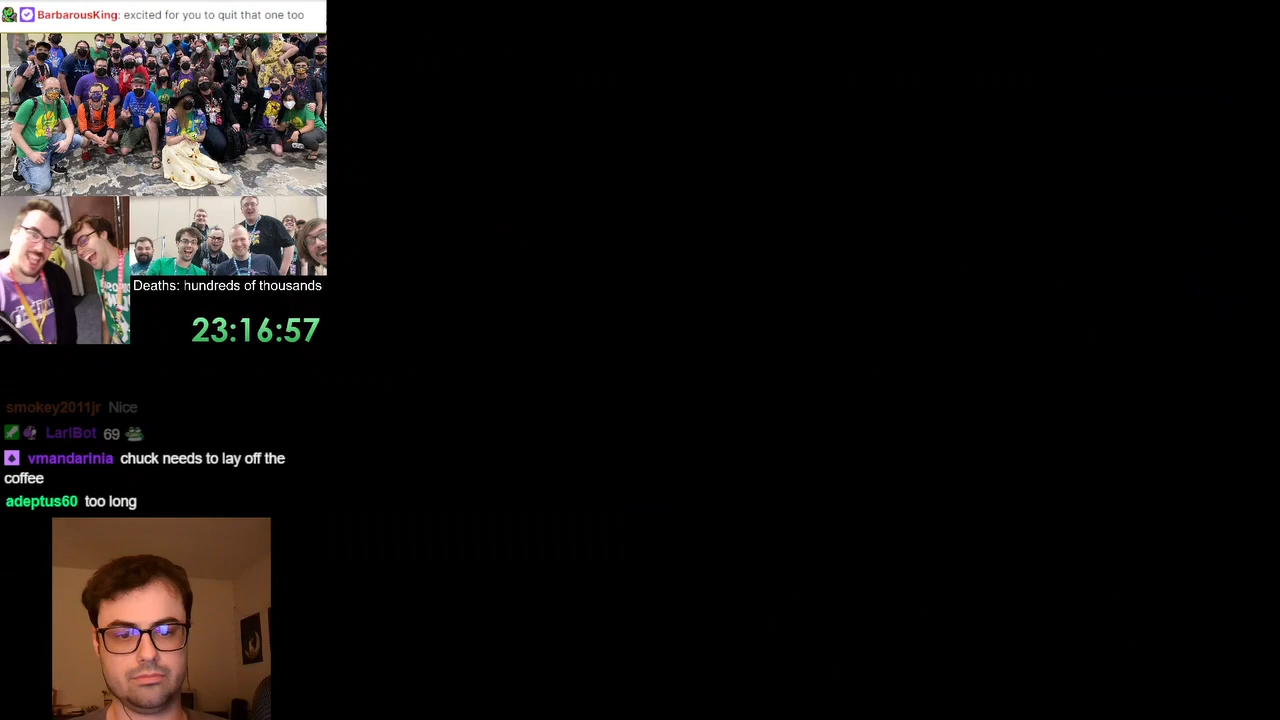 BarbarousKing: excited for you to quit that one too
Deaths: hundreds of thousands
23:16:57
smokey2011jr Nice
LarlBot 69
vmandarinia chuck needs to lay off the
coffee
adeptus60 too long